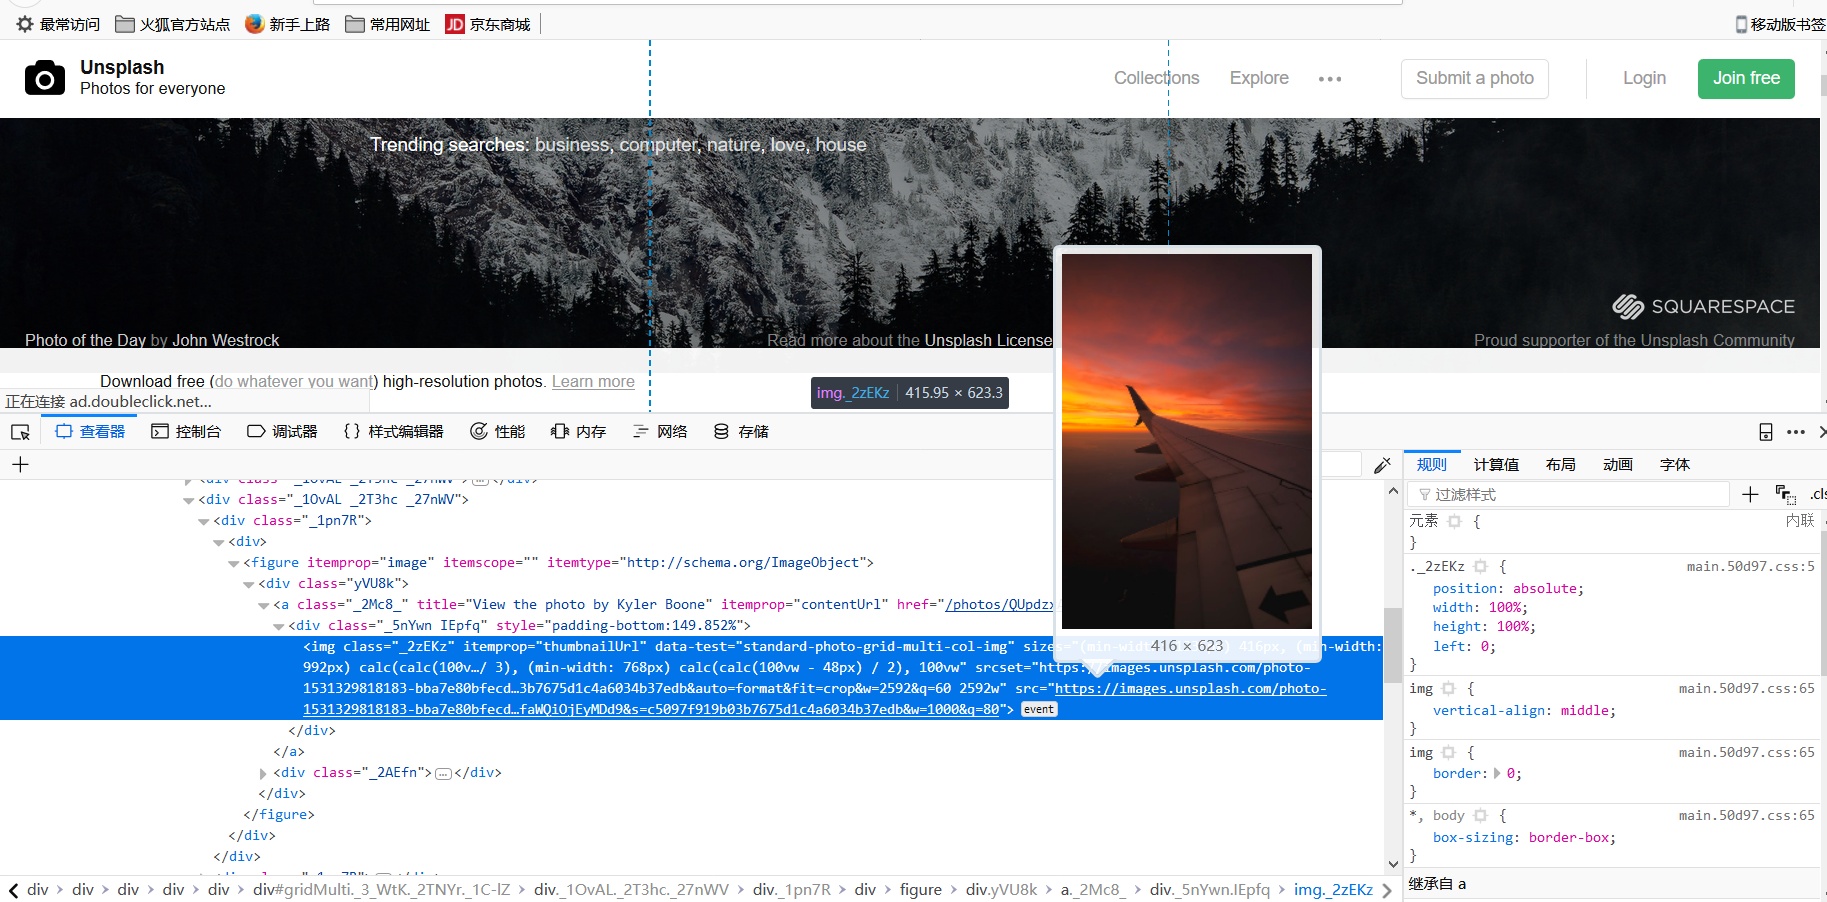 最常访问 火狐官方站点 新手上路 常用网址 JD 京东商城 移动版书签
Unsplash
Photos for everyone
Collections Explore ••• Submit a photo Login Join free
Trending searches: business, computer, nature, love, house
SQUARESPACE
Photo of the Day by John Westrock
Read more about the Unsplash License
Proud supporter of the Unsplash Community
Download free (do whatever you want) high-resolution photos. Learn more
正在连接 ad.doubleclick.net...
img._2zEKz 415.95 × 623.3
查看器 控制台 调试器 {} 样式编辑器 性能 内存 网络 存储
<div class="_1OvAL _2T3hc _27nWV">
<div class="_1pn7R">
<div>
<figure itemprop="image" itemscope="" itemtype="http://schema.org/ImageObject">
<div class="yVU8k">
<a class="_2Mc8_" title="View the photo by Kyler Boone" itemprop="contentUrl" href="/photos/QUpdzx
<div class="_5nYwn IEpfq" style="padding-bottom:149.852%">
<img class="_2zEKz" itemprop="thumbnailUrl" data-test="standard-photo-grid-multi-col-img" sizes="(min-width: 416px, (min-width:
992px) calc(calc(100v…/ 3), (min-width: 768px) calc(calc(100vw - 48px) / 2), 100vw" srcset="https://images.unsplash.com/photo-
1531329818183-bba7e80bfecd…3b7675d1c4a6034b37edb&auto=format&fit=crop&w=2592&q=60 2592w" src="https://images.unsplash.com/photo-
1531329818183-bba7e80bfecd…faWQiOjEyMDd9&s=c5097f919b03b7675d1c4a6034b37edb&w=1000&q=80"> event
</div>
</a>
<div class="_2AEfn">…</div>
</div>
</figure>
</div>
</div>
416 × 623
div > div > div > div > div > div#gridMulti._3_WtK._2TNYr._1C-lZ > div._1OvAL._2T3hc._27nWV > div._1pn7R > div > figure > div.yVU8k > a._2Mc8_ > div._5nYwn.IEpfq > img._2zEKz
规则 计算值 布局 动画 字体
过滤样式 + .cls
元素 { 内联
}
._2zEKz { main.50d97.css:5
position: absolute;
width: 100%;
height: 100%;
left: 0;
}
img { main.50d97.css:65
vertical-align: middle;
}
img { main.50d97.css:65
border: 0;
}
*, body { main.50d97.css:65
box-sizing: border-box;
}
继承自 a